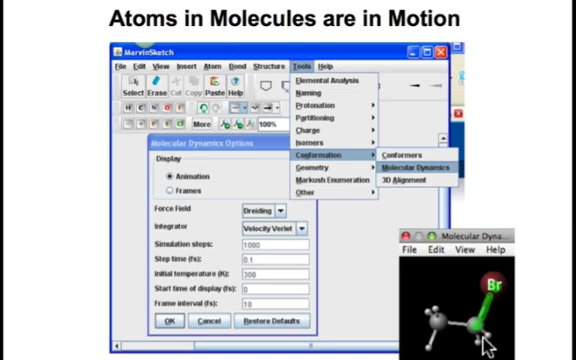 Atoms in Molecules are in Motion
MarvinSketch
File Edit View Insert Atom Bond Structure Tools Help
Select Erase Cut Copy Paste Bond
Elemental Analysis
Naming
Protonation
Partitioning
Charge
Isomers
Conformation
Geometry
Markush Enumeration
Other
Conformers
Molecular Dynamics
3D Alignment
H C N O
F S
More
100%
Molecular Dynamics Options
Display
Animation
Frames
Force Field Dreiding
Integrator Velocity Verlet
Simulation steps: 1000
Step time (fs): 0.1
Initial temperature (K): 300
Start time of display (fs): 0
Frame interval (fs): 10
OK Cancel Restore Defaults
Molecular Dyna...
File Edit View Help
Br